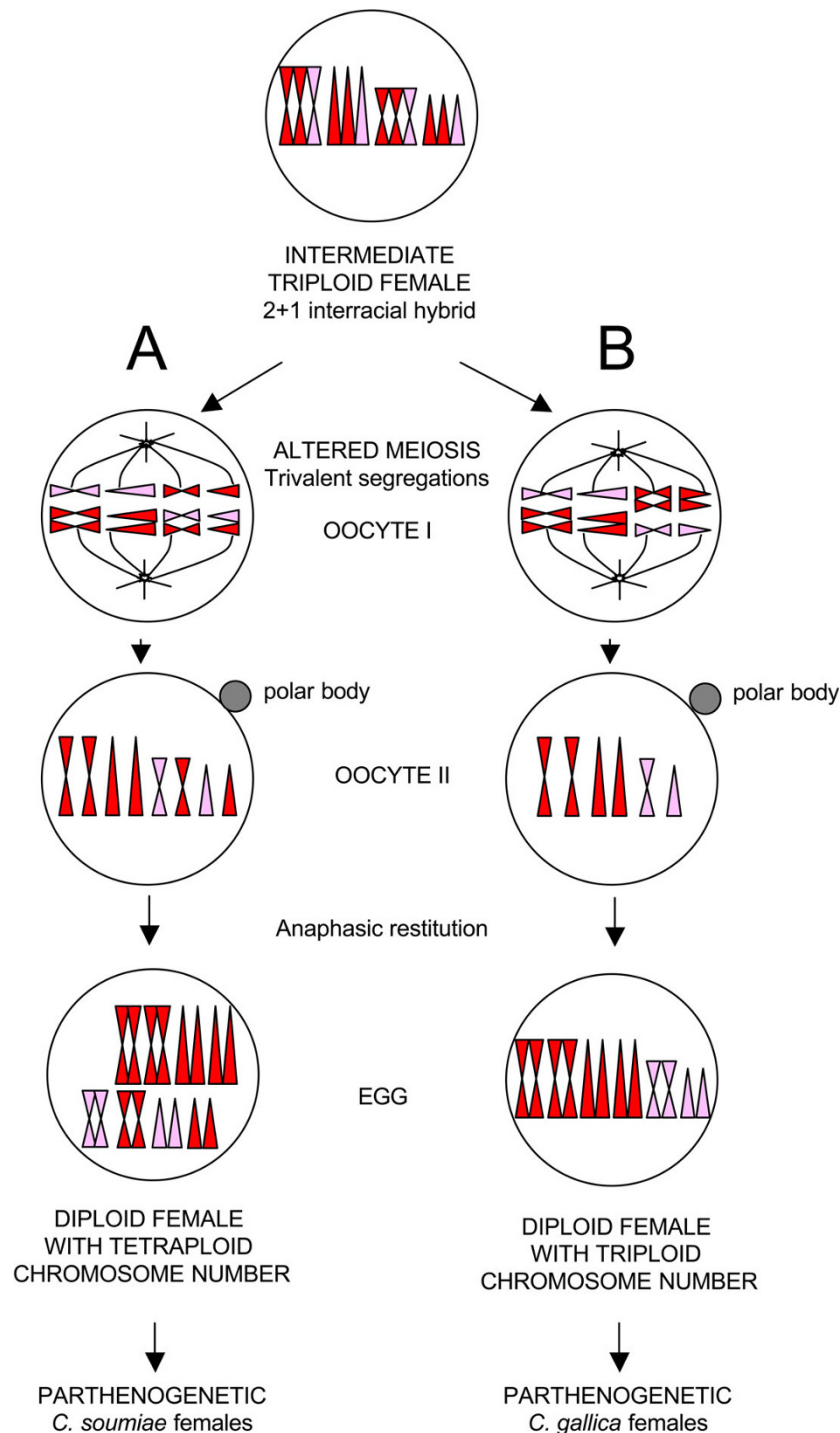 INTERMEDIATE
TRIPLOID FEMALE
2+1 interracial hybrid
A
B
ALTERED MEIOSIS
Trivalent segregations
OOCYTE I
polar body
polar body
OOCYTE II
Anaphasic restitution
EGG
DIPLOID FEMALE
WITH TETRAPLOID
CHROMOSOME NUMBER
DIPLOID FEMALE
WITH TRIPLOID
CHROMOSOME NUMBER
PARTHENOGENETIC
C. soumiae females
PARTHENOGENETIC
C. gallica females